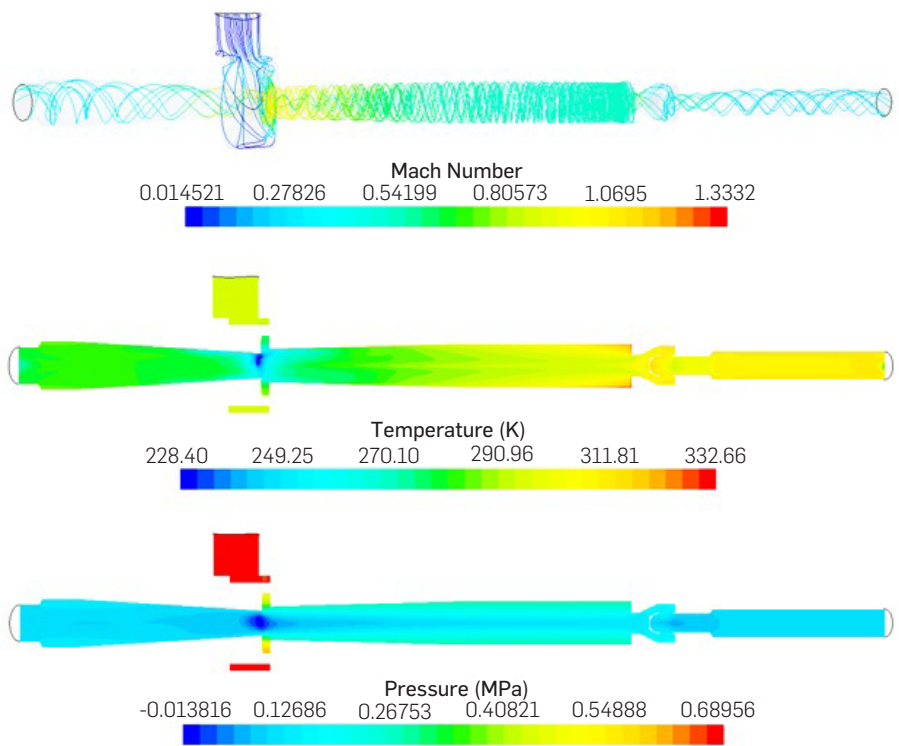 Mach Number
0.014521 0.27826 0.54199 0.80573 1.0695 1.3332
Temperature (K)
228.40 249.25 270.10 290.96 311.81 332.66
Pressure (MPa)
-0.013816 0.12686 0.26753 0.40821 0.54888 0.68956